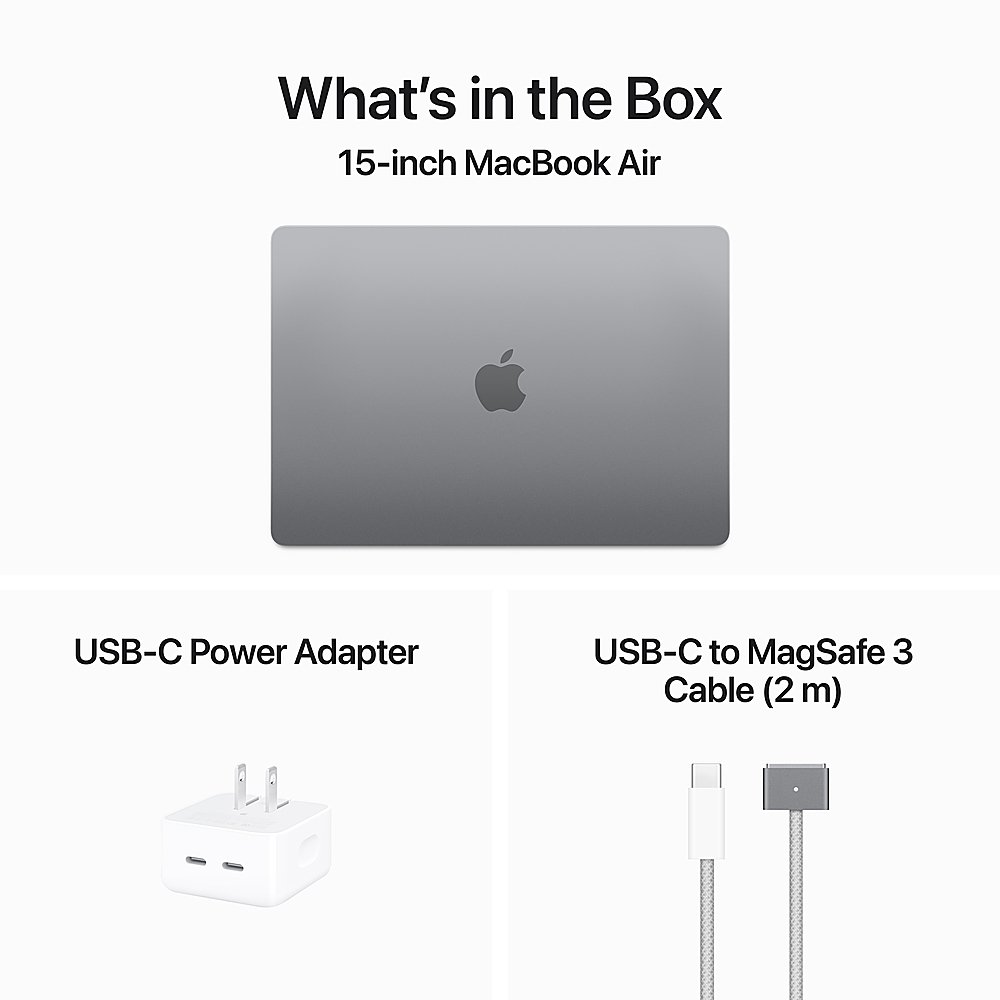 What’s in the Box
15-inch MacBook Air
USB-C Power Adapter
USB-C to MagSafe 3
Cable (2 m)